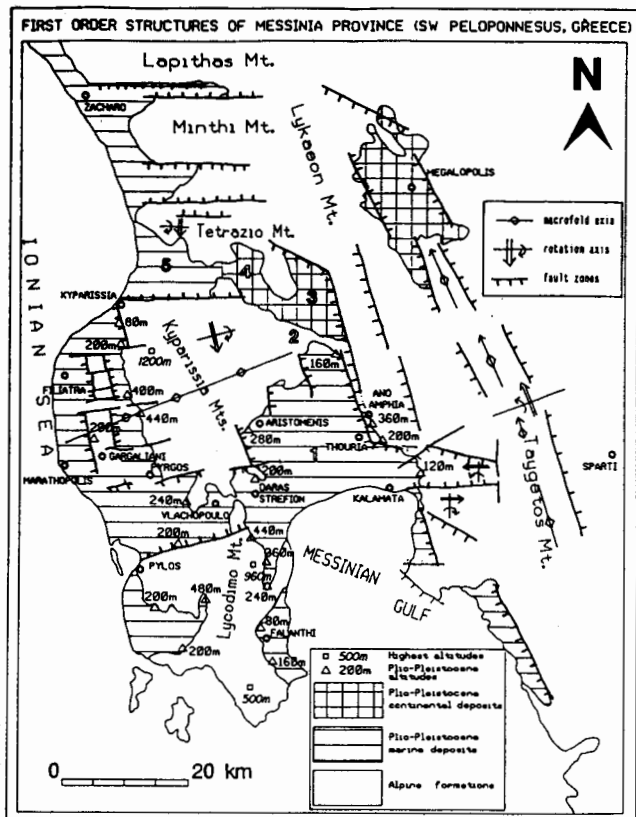 FIRST ORDER STRUCTURES OF MESSINIA PROVINCE (SW PELOPONNESUS, GREECE)
Lapithas Mt.
N
ZACHARO
Minthi Mt.
Lykaeon Mt.
MEGALOPOLIS
macrofold axis
rotation axis
fault zones
Tetrazio Mt.
IONIAN SEA
5
4
3
2
KYPARISSIA
80m
200m
1200m
Kyparissia Mts.
160m
FILIATRA
400m
440m
ANO
AMPHIA
360m
ARISTOMENIS
280m
THOURIA
200m
Taygetos Mt.
SPARTI
GARGALIANI
MARATHOPOLIS
PYRGOS
200m
120m
DARAS
STREFION
KALAMATA
240m
VLACHOPOULO
200m
440m
MESSINIAN
GULF
PYLOS
Lycodimo Mt.
360m
960m
240m
200m
480m
80m
FALANTHI
200m
160m
500m
500m Highest altitudes
200m Plio-Pleistocene
altitudes
Plio-Pleistocene
continental deposits
Plio-Pleistocene
marine deposits
Alpine formations
0 20 km